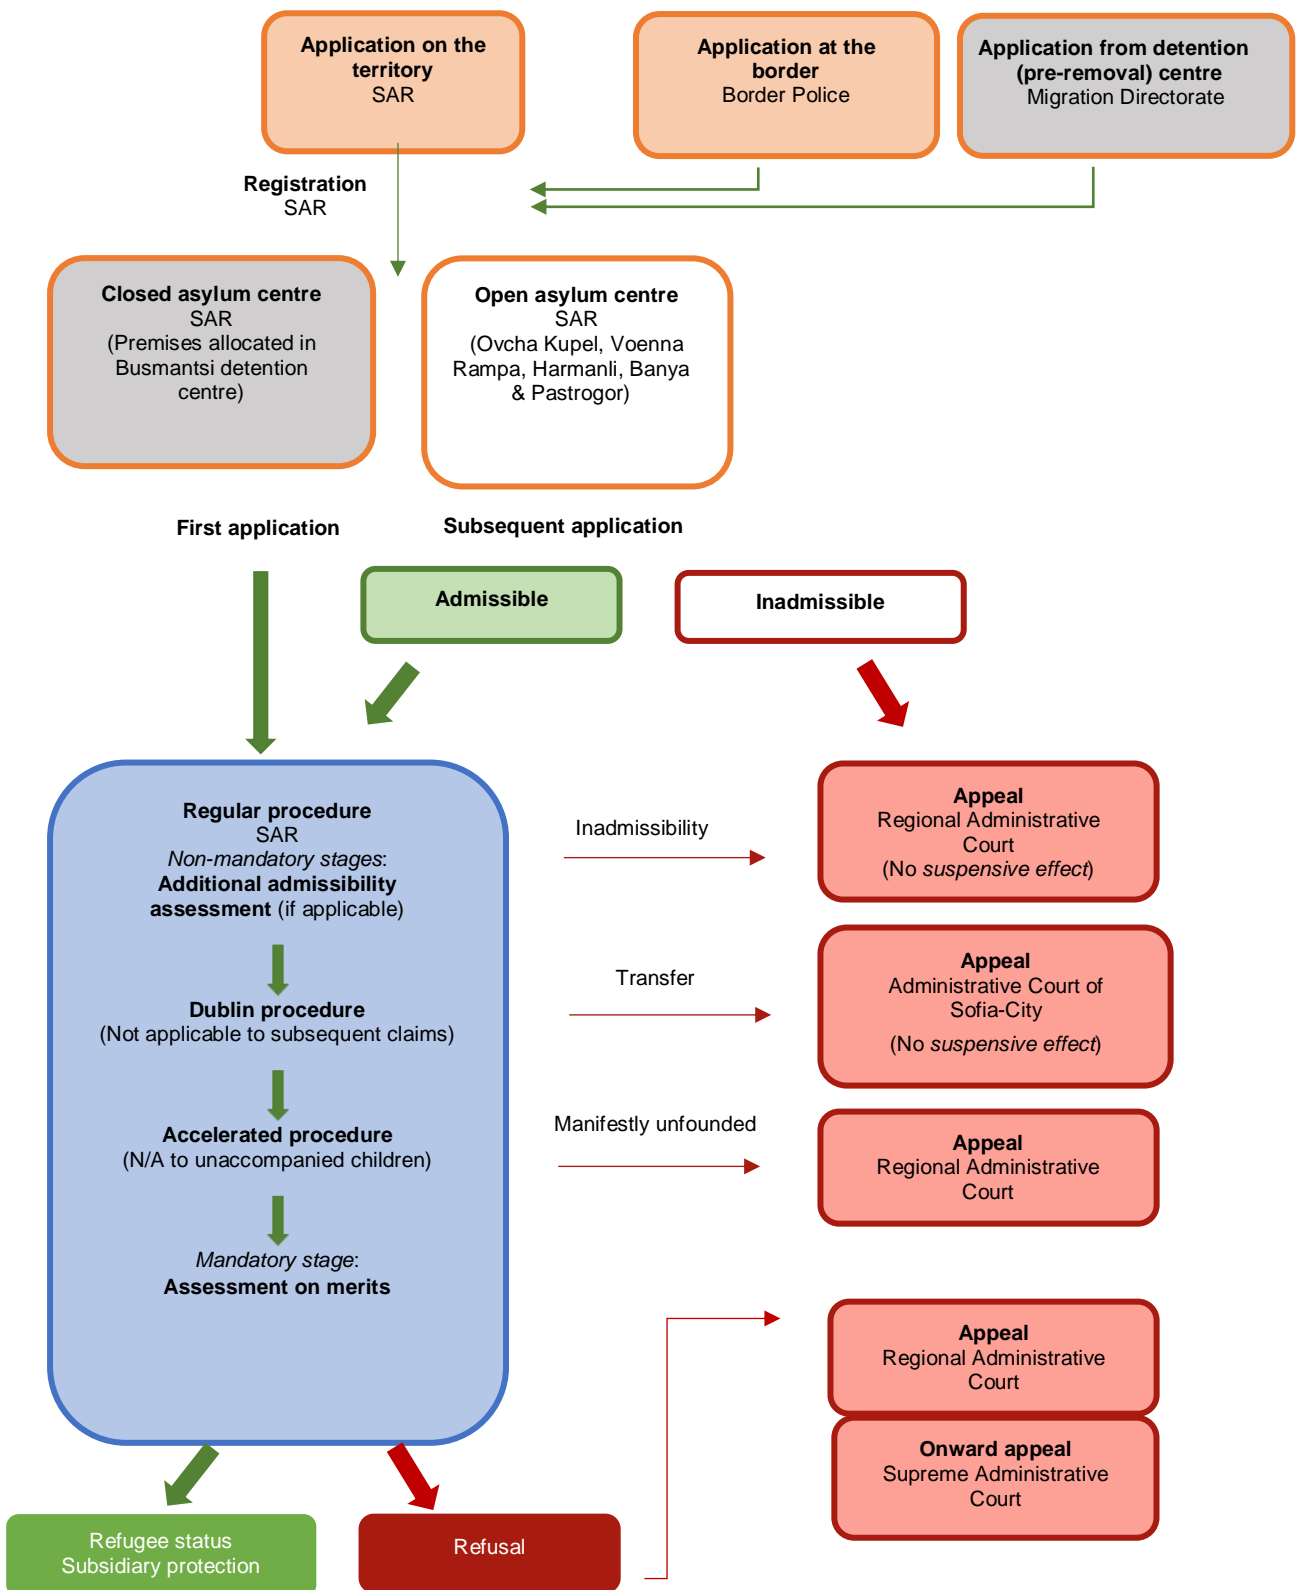 Application on the
territory
SAR
Application at the
border
Border Police
Application from detention
(pre-removal) centre
Migration Directorate
Registration
SAR
Closed asylum centre
SAR
(Premises allocated in
Busmantsi detention
centre)
Open asylum centre
SAR
(Ovcha Kupel, Voenna
Rampa, Harmanli, Banya
& Pastrogor)
First application
Subsequent application
Admissible
Inadmissible
Regular procedure
SAR
Non-mandatory stages:
Additional admissibility
assessment (if applicable)
Dublin procedure
(Not applicable to subsequent claims)
Accelerated procedure
(N/A to unaccompanied children)
Mandatory stage:
Assessment on merits
Inadmissibility
Appeal
Regional Administrative
Court
(No suspensive effect)
Transfer
Appeal
Administrative Court of
Sofia-City
(No suspensive effect)
Manifestly unfounded
Appeal
Regional Administrative
Court
Appeal
Regional Administrative
Court
Onward appeal
Supreme Administrative
Court
Refugee status
Subsidiary protection
Refusal